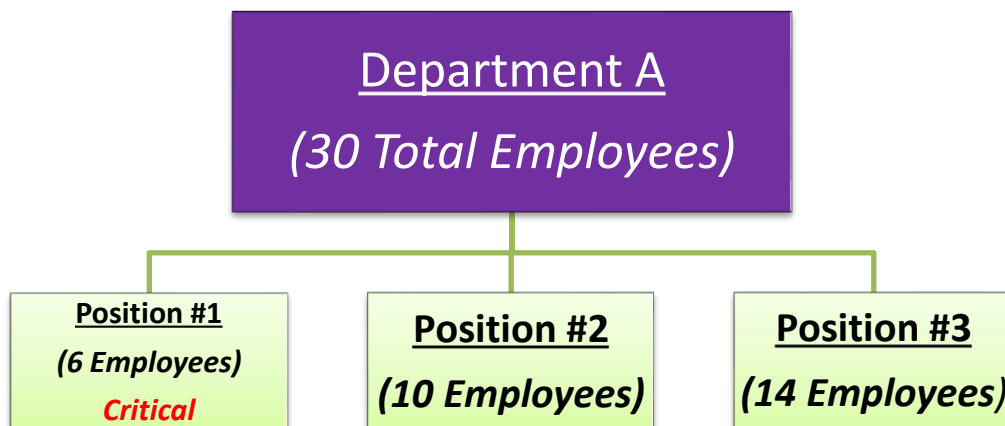 Department A
(30 Total Employees)
Position #1
(6 Employees)
Critical
Position #2
(10 Employees)
Position #3
(14 Employees)